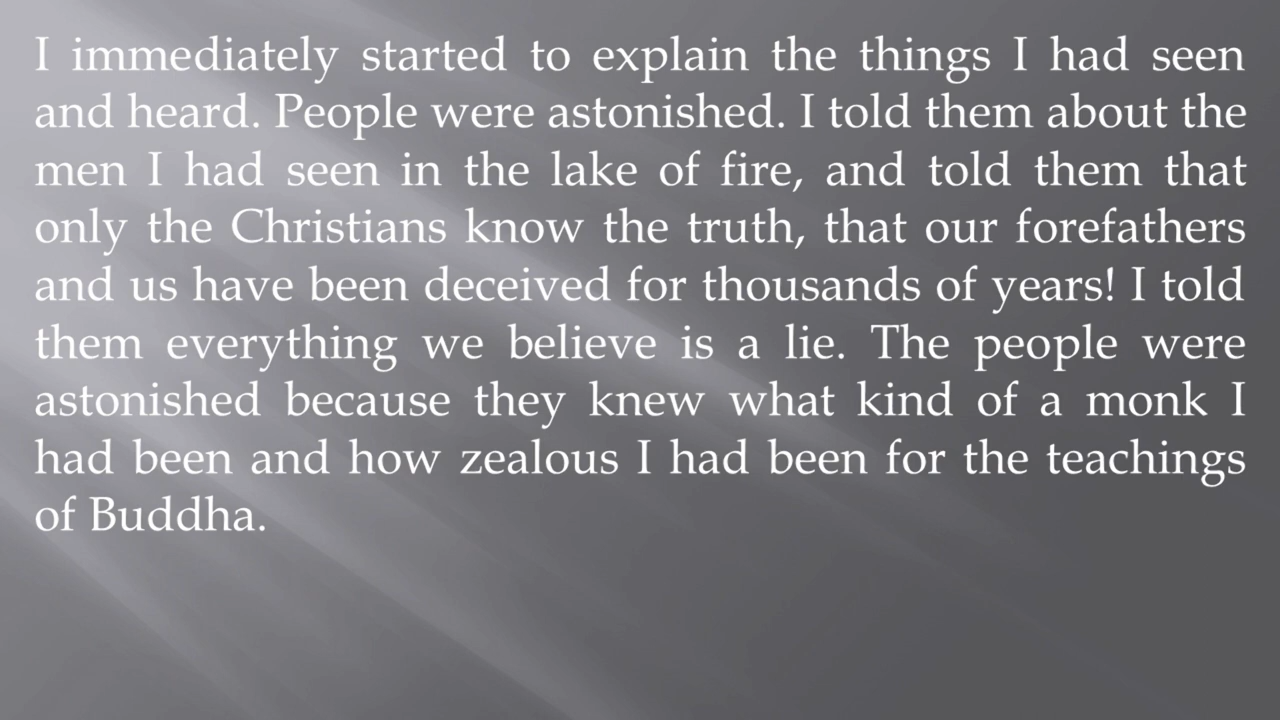 I immediately started to explain the things I had seen
and heard. People were astonished. I told them about the
men I had seen in the lake of fire, and told them that
only the Christians know the truth, that our forefathers
and us have been deceived for thousands of years! I told
them everything we believe is a lie. The people were
astonished because they knew what kind of a monk I
had been and how zealous I had been for the teachings
of Buddha.